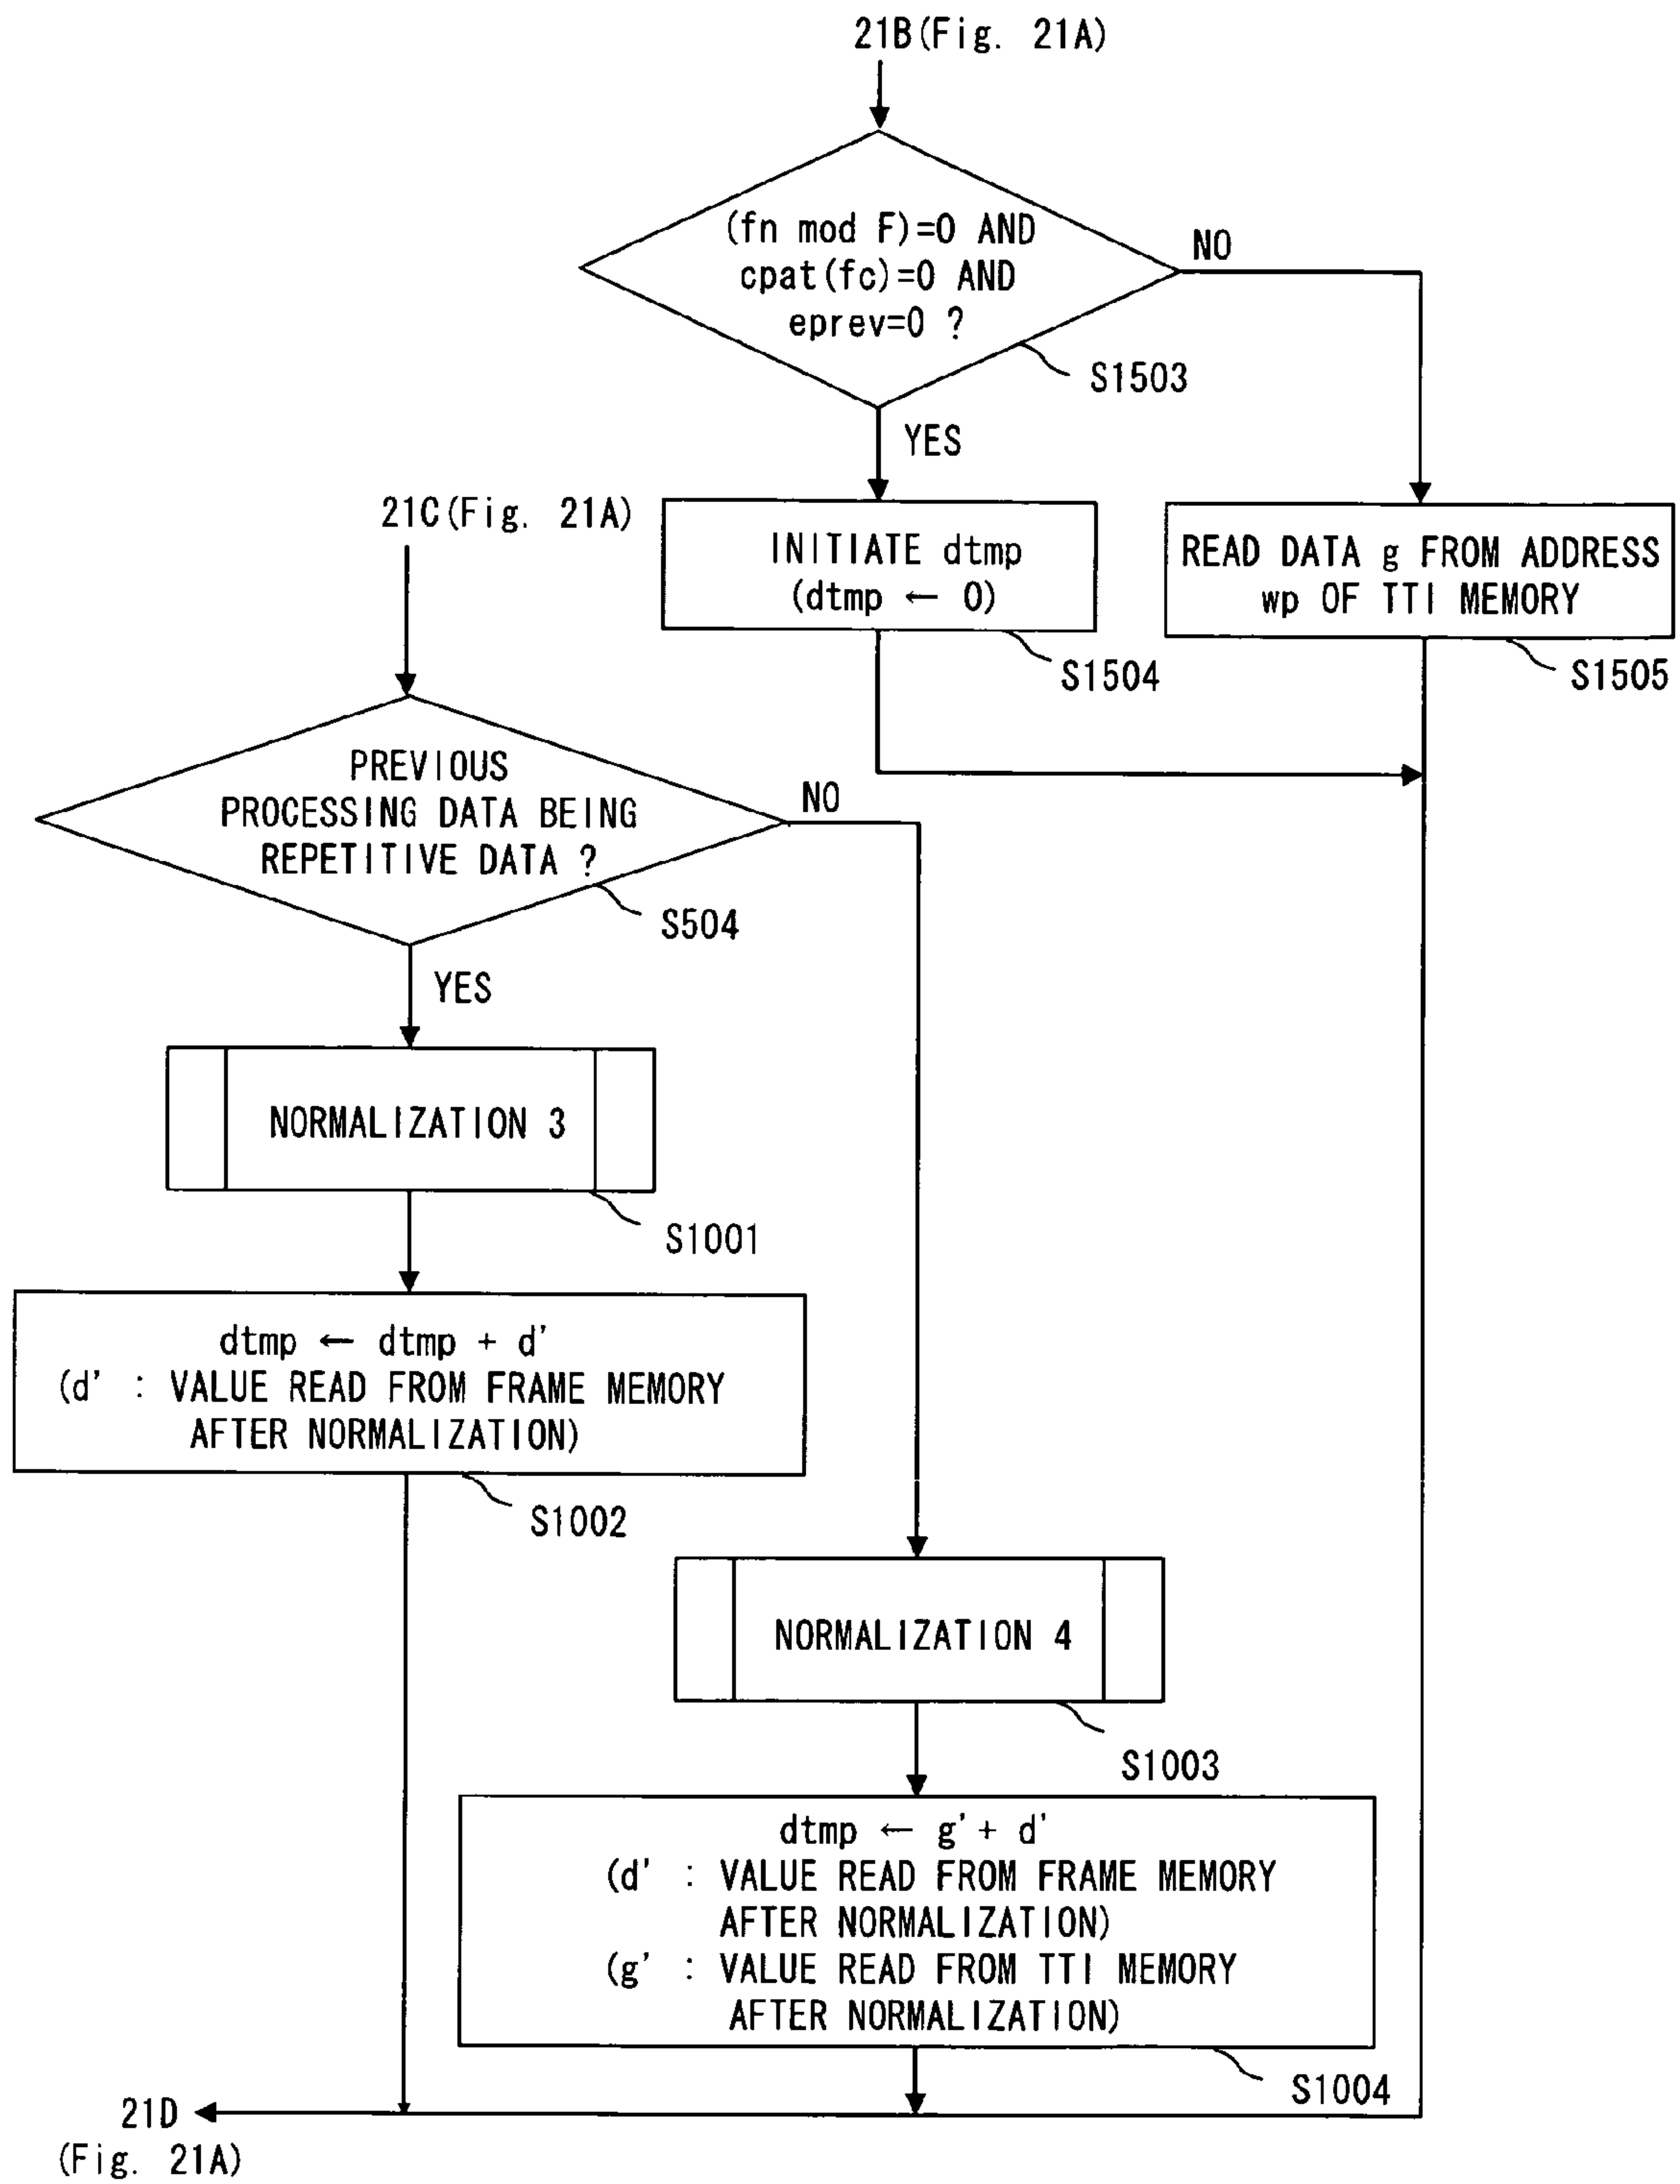 21B(Fig. 21A)
(fn mod F)=0 AND
cpat(fc)=0 AND
eprev=0 ?
NO
S1503
YES
21C(Fig. 21A)
INITIATE dtmp
(dtmp ← 0)
S1504
READ DATA g FROM ADDRESS
wp OF TTI MEMORY
S1505
PREVIOUS
PROCESSING DATA BEING
REPETITIVE DATA ?
NO
S504
YES
NORMALIZATION 3
S1001
dtmp ← dtmp + d'
(d' : VALUE READ FROM FRAME MEMORY
AFTER NORMALIZATION)
S1002
NORMALIZATION 4
S1003
dtmp ← g'+ d'
(d' : VALUE READ FROM FRAME MEMORY
AFTER NORMALIZATION)
(g' : VALUE READ FROM TTI MEMORY
AFTER NORMALIZATION)
S1004
21D
(Fig. 21A)